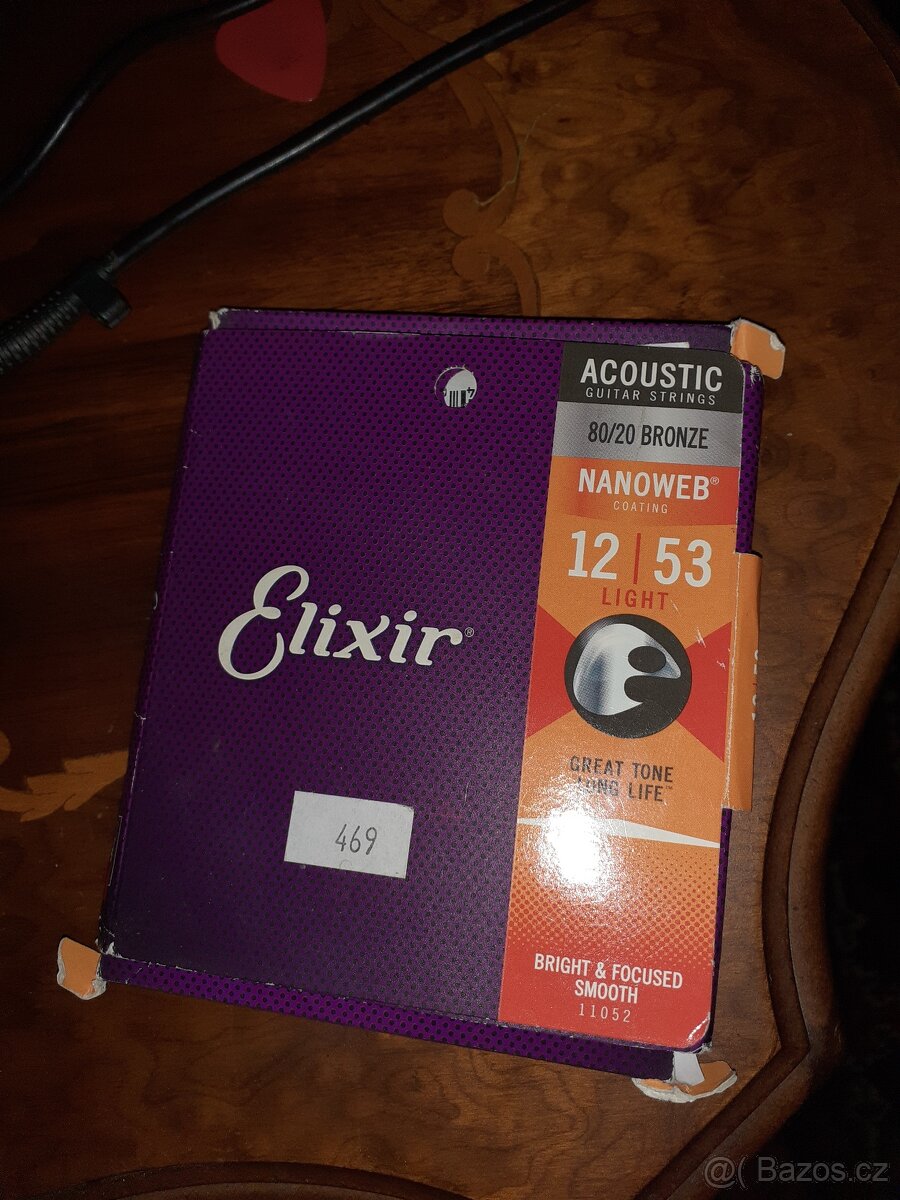 ACOUSTIC
GUITAR STRINGS
80/20 BRONZE
NANOWEB®
COATING
12 | 53
LIGHT
Elixir®
GREAT TONE
LONG LIFE™
469
BRIGHT & FOCUSED
SMOOTH
11052
@( Bazos.cz